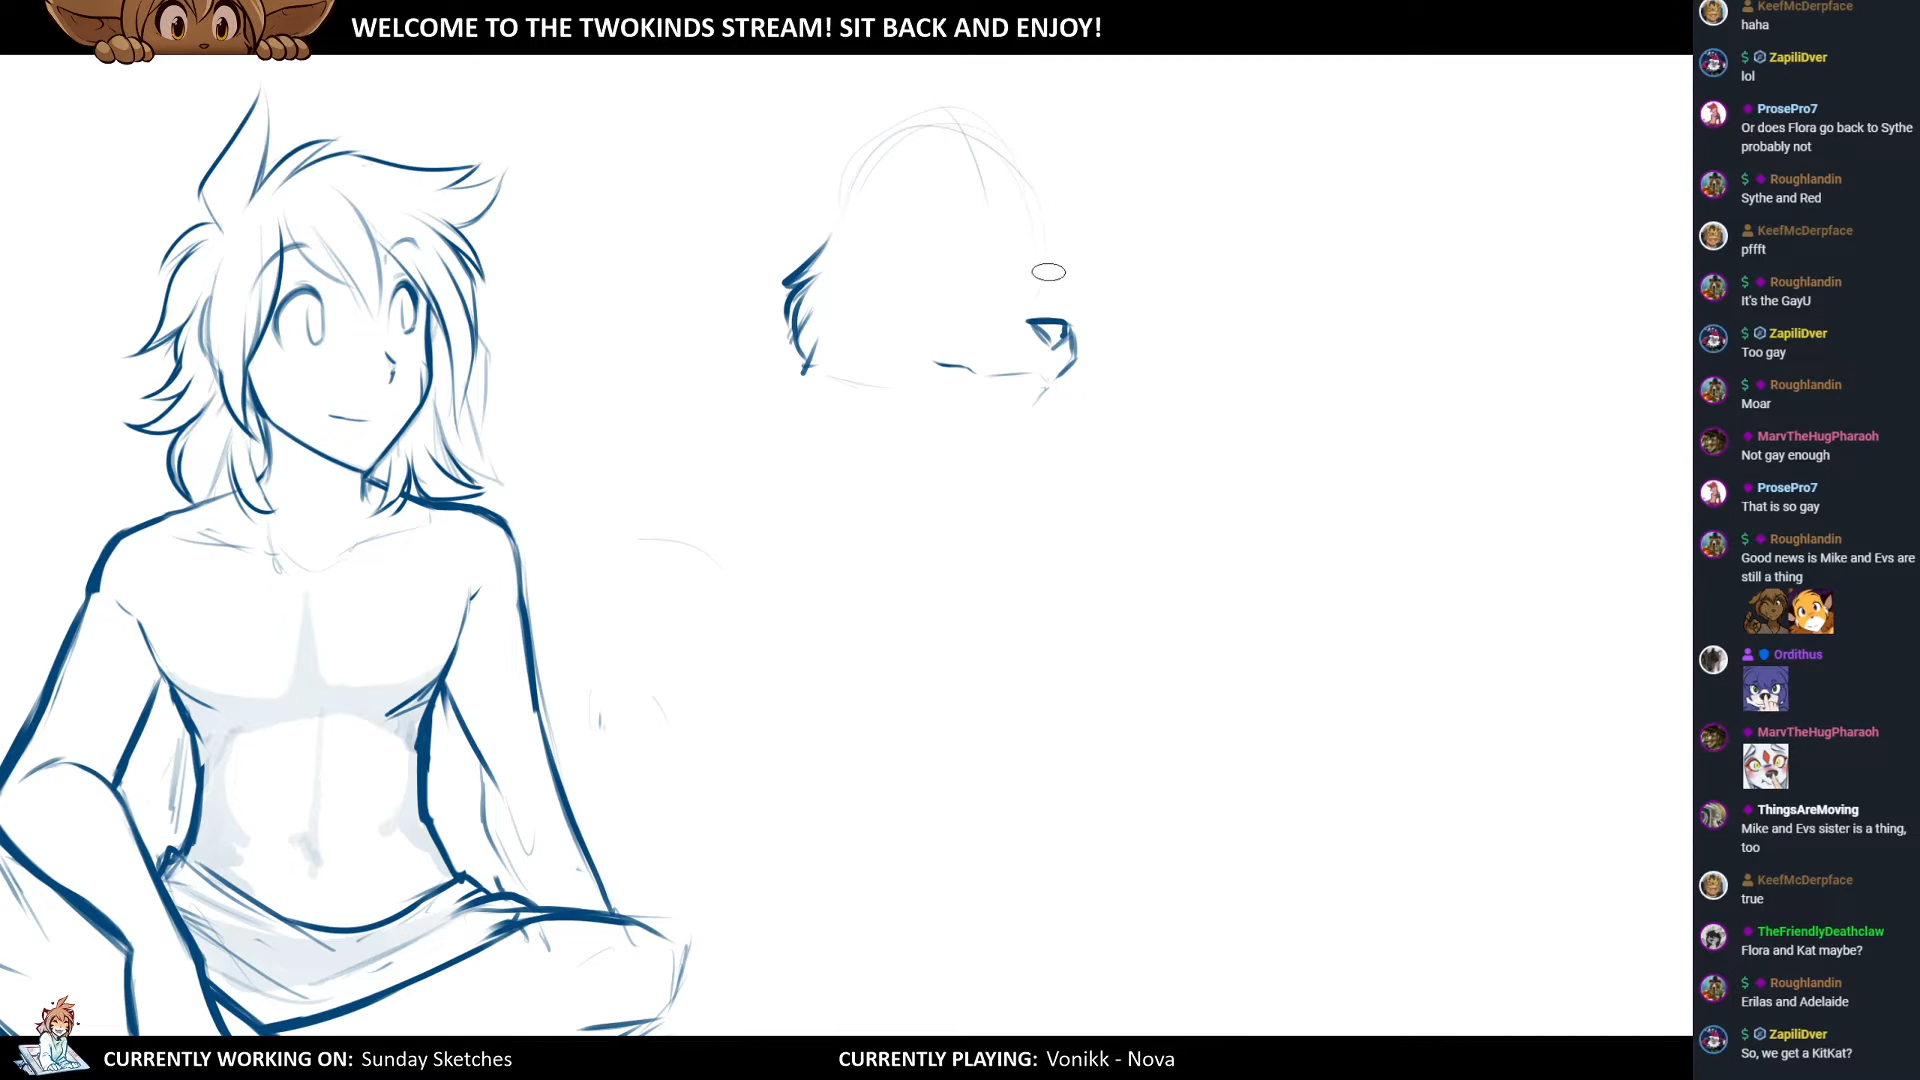 WELCOME TO THE TWOKINDS STREAM! SIT BACK AND ENJOY!
KeefMcDerpface
haha
$ ZapiliDver
lol
ProsePro7
Or does Flora go back to Sythe
probably not
$ Roughlandin
Sythe and Red
KeefMcDerpface
pffft
$ Roughlandin
It's the GayU
$ ZapiliDver
Too gay
$ Roughlandin
Moar
MarvTheHugPharaoh
Not gay enough
ProsePro7
That is so gay
$ Roughlandin
Good news is Mike and Evs are
still a thing
Ordithus
MarvTheHugPharaoh
ThingsAreMoving
Mike and Evs sister is a thing,
too
KeefMcDerpface
true
TheFriendlyDeathclaw
Flora and Kat maybe?
$ Roughlandin
Erilas and Adelaide
$ ZapiliDver
So, we get a KitKat?
CURRENTLY WORKING ON: Sunday Sketches
CURRENTLY PLAYING: Vonikk - Nova